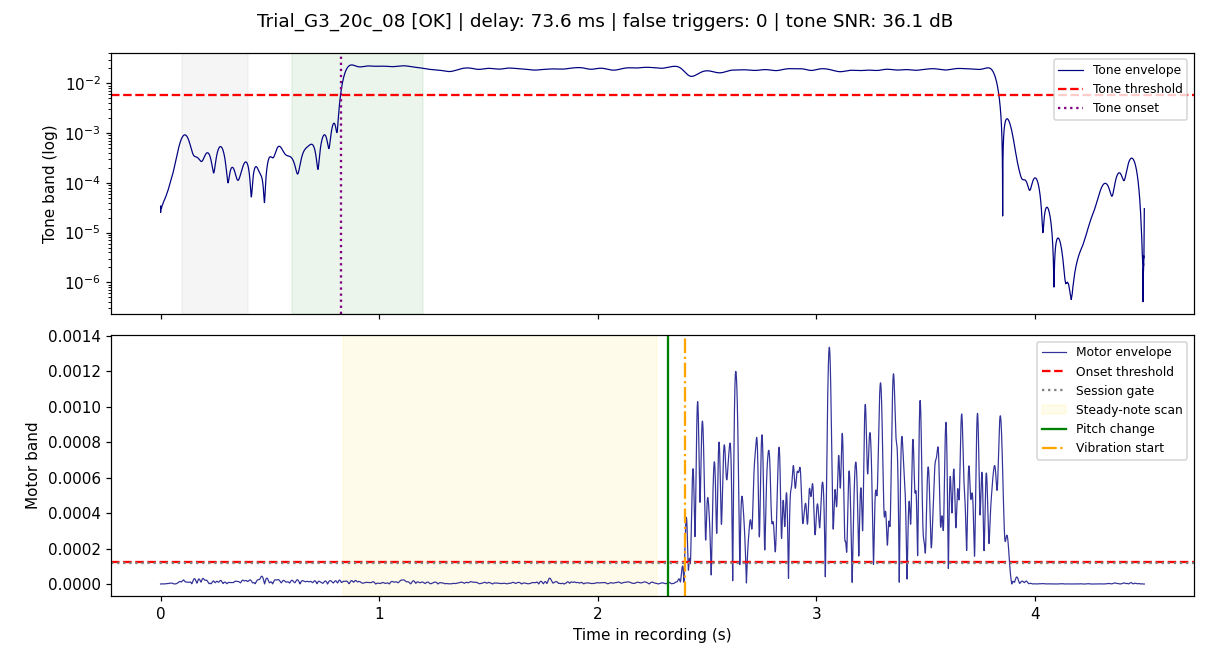 Trial_G3_20c_08 [OK] | delay: 73.6 ms | false triggers: 0 | tone SNR: 36.1 dB
Tone band (log)
10⁻²
10⁻³
10⁻⁴
10⁻⁵
10⁻⁶
Tone envelope
Tone threshold
Tone onset
Motor band
0.0014
0.0012
0.0010
0.0008
0.0006
0.0004
0.0002
0.0000
Motor envelope
Onset threshold
Session gate
Steady-note scan
Pitch change
Vibration start
0 1 2 3 4
Time in recording (s)